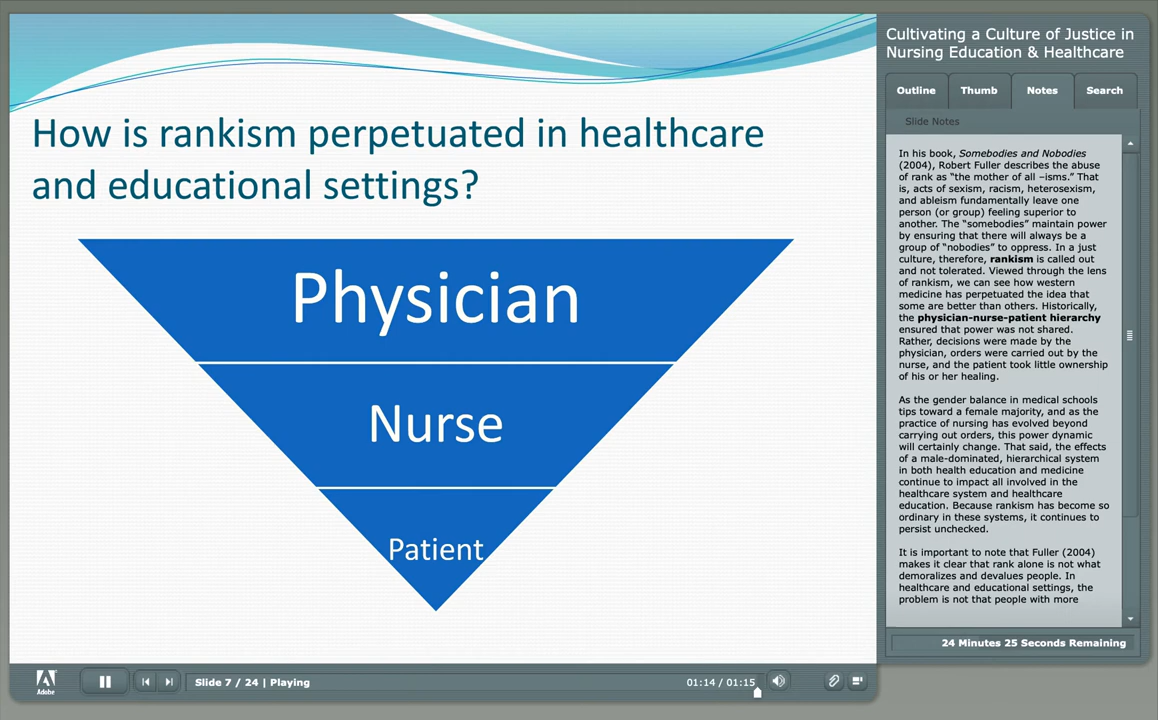 How is rankism perpetuated in healthcare
and educational settings?
Physician
Nurse
Patient
Cultivating a Culture of Justice in
Nursing Education & Healthcare
Outline
Thumb
Notes
Search
Slide Notes
In his book, Somebodies and Nobodies
(2004), Robert Fuller describes the abuse
of rank as “the mother of all –isms.” That
is, acts of sexism, racism, heterosexism,
and ableism fundamentally leave one
person (or group) feeling superior to
another. The “somebodies” maintain power
by ensuring that there will always be a
group of “nobodies” to oppress. In a just
culture, therefore, rankism is called out
and not tolerated. Viewed through the lens
of rankism, we can see how western
medicine has perpetuated the idea that
some are better than others. Historically,
the physician-nurse-patient hierarchy
ensured that power was not shared.
Rather, decisions were made by the
physician, orders were carried out by the
nurse, and the patient took little ownership
of his or her healing.
As the gender balance in medical schools
tips toward a female majority, and as the
practice of nursing has evolved beyond
carrying out orders, this power dynamic
will certainly change. That said, the effects
of a male-dominated, hierarchical system
in both health education and medicine
continue to impact all involved in the
healthcare system and healthcare
education. Because rankism has become so
ordinary in these systems, it continues to
persist unchecked.
It is important to note that Fuller (2004)
makes it clear that rank alone is not what
demoralizes and devalues people. In
healthcare and educational settings, the
problem is not that people with more
24 Minutes 25 Seconds Remaining
Adobe
Slide 7 / 24 | Playing
01:14 / 01:15